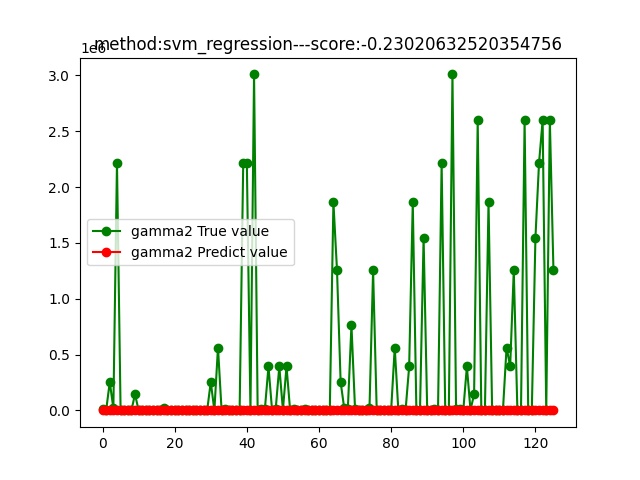 method:svm_regression---score:-0.23020632520354756
1e6
3.0
2.5
2.0
1.5
1.0
0.5
0.0
gamma2 True value
gamma2 Predict value
0 20 40 60 80 100 120